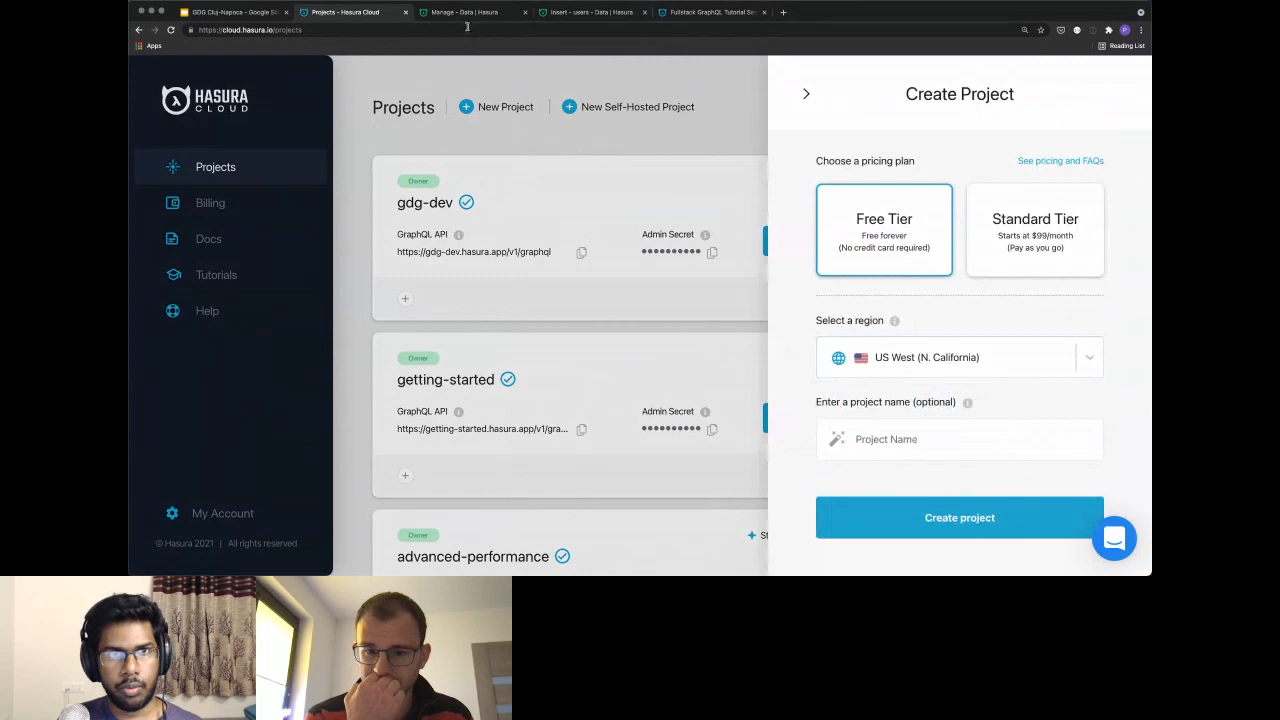 GDG Cluj-Napoca - Google Sli
Projects - Hasura Cloud
Manage - Data | Hasura
Insert - users - Data | Hasura
Fullstack GraphQL Tutorial Se
https://cloud.hasura.io/projects
Apps
Reading List
HASURA
CLOUD
Projects
Billing
Docs
Tutorials
Help
My Account
© Hasura 2021 | All rights reserved
Projects
New Project
New Self-Hosted Project
Owner
gdg-dev
GraphQL API
Admin Secret
https://gdg-dev.hasura.app/v1/graphql
Owner
getting-started
GraphQL API
Admin Secret
https://getting-started.hasura.app/v1/gra...
Owner
advanced-performance
St
Create Project
Choose a pricing plan
See pricing and FAQs
Free Tier
Free forever
(No credit card required)
Standard Tier
Starts at $99/month
(Pay as you go)
Select a region
US West (N. California)
Enter a project name (optional)
Project Name
Create project